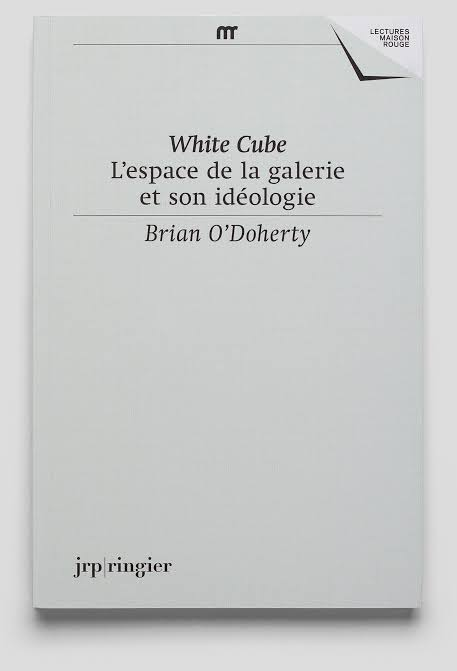 mr
LECTURES
MAISON
ROUGE
White Cube
L’espace de la galerie
et son idéologie
Brian O’Doherty
jrp|ringier